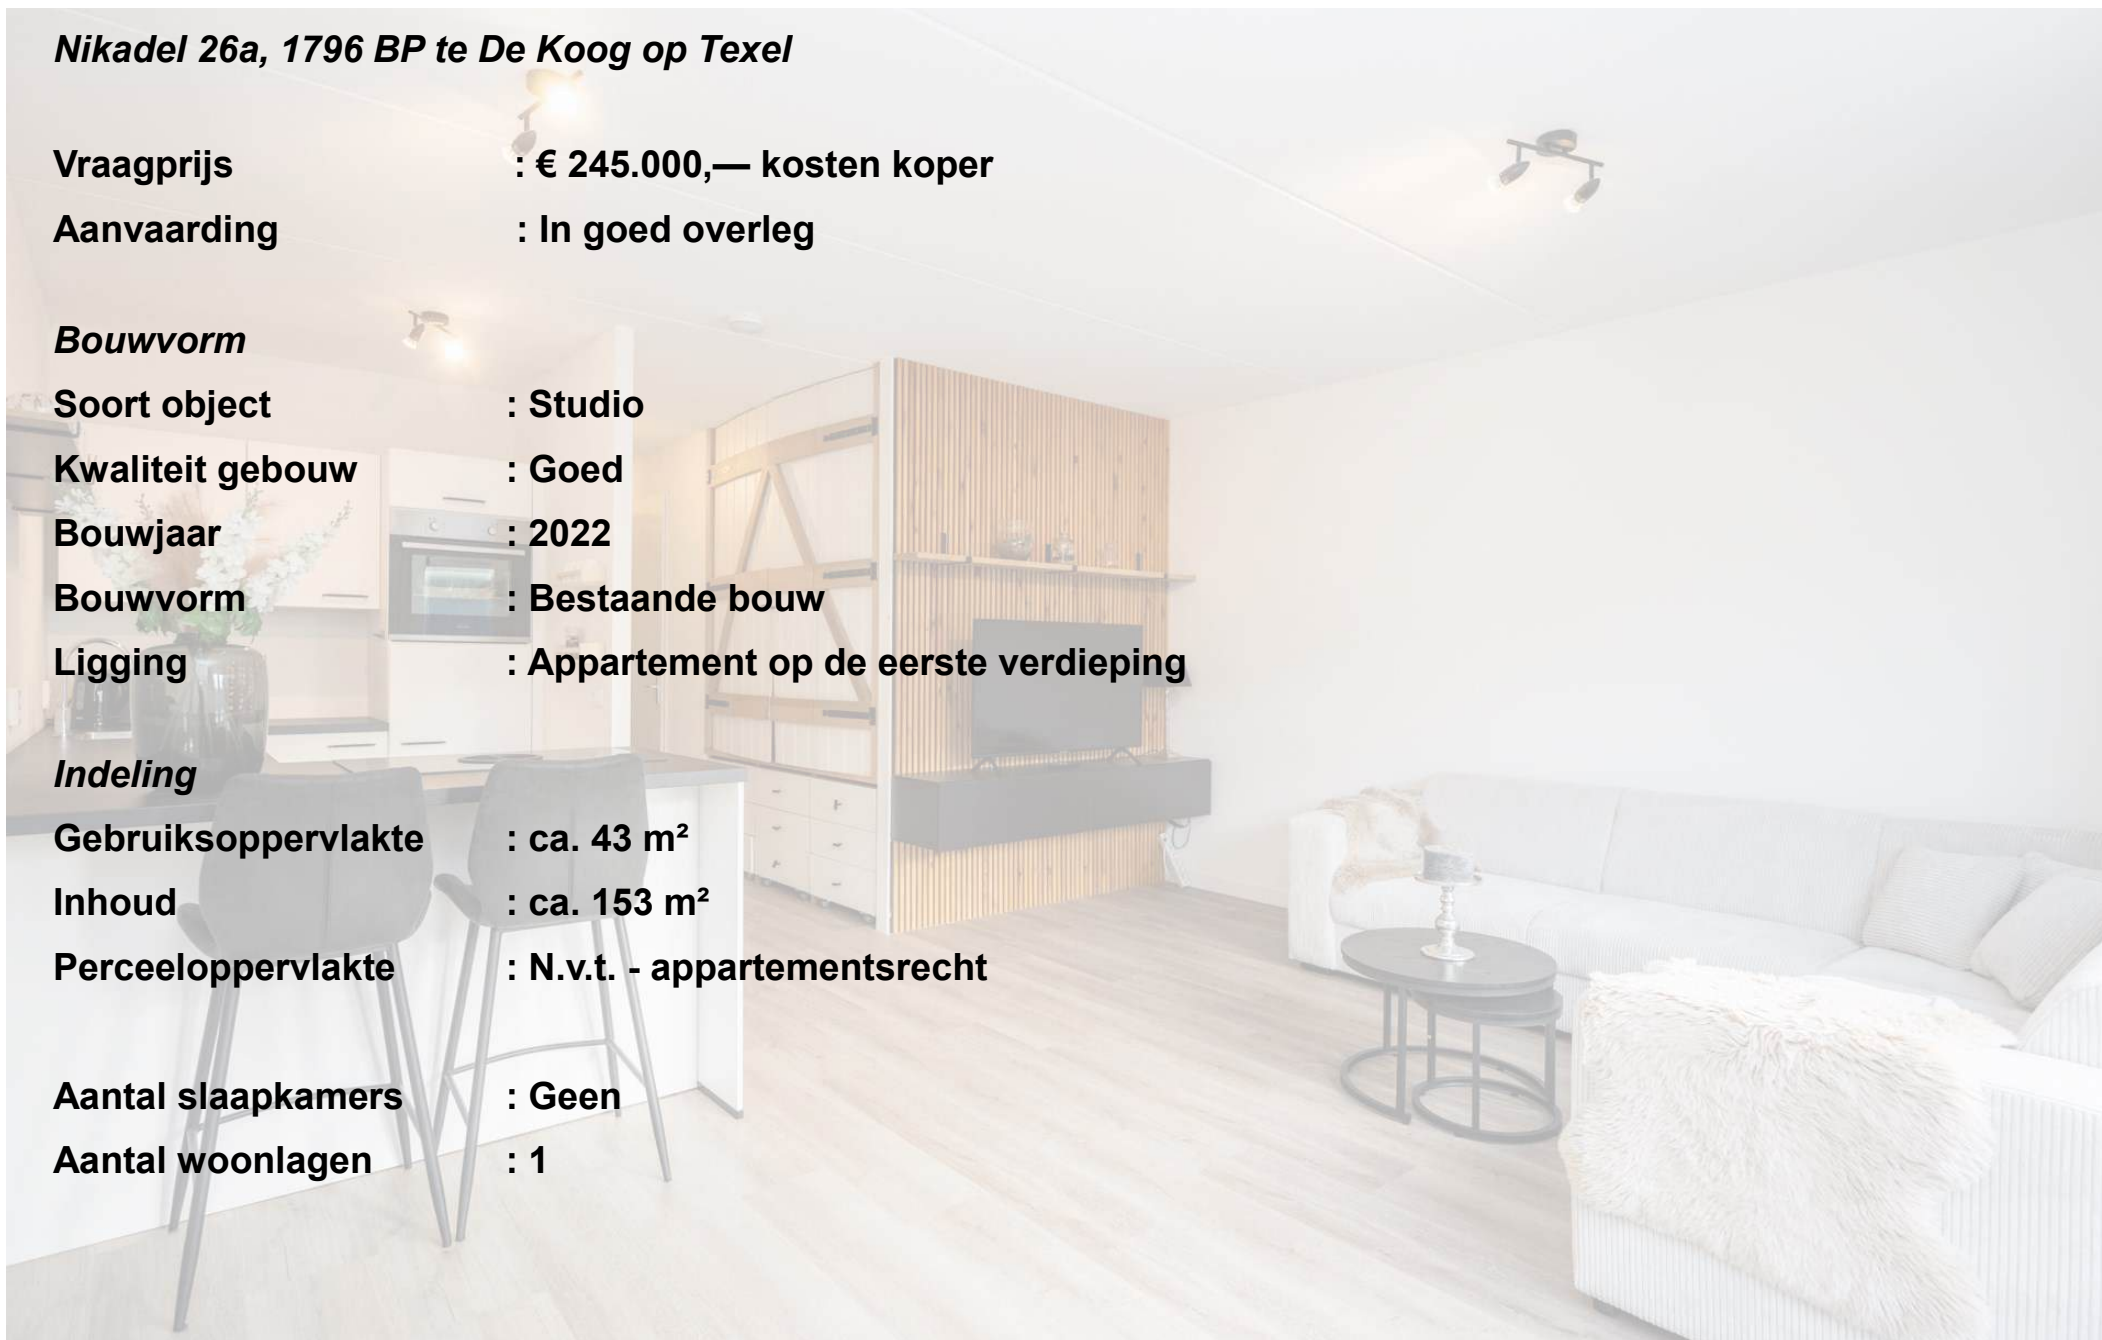 Nikadel 26a, 1796 BP te De Koog op Texel
Vraagprijs : € 245.000,— kosten koper
Aanvaarding : In goed overleg
Bouwvorm
Soort object : Studio
Kwaliteit gebouw : Goed
Bouwjaar : 2022
Bouwvorm : Bestaande bouw
Ligging : Appartement op de eerste verdieping
Indeling
Gebruiksoppervlakte : ca. 43 m²
Inhoud : ca. 153 m²
Perceeloppervlakte : N.v.t. - appartementsrecht
Aantal slaapkamers : Geen
Aantal woonlagen : 1